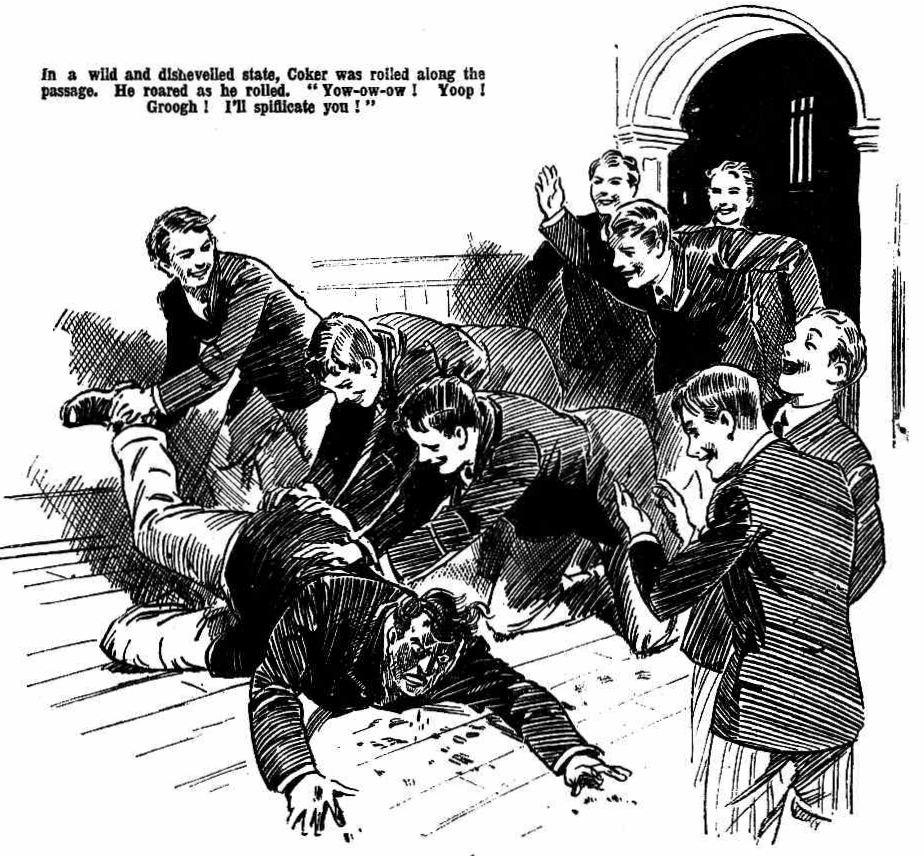 In a wild and dishevelled state, Coker was rolled along the
passage. He roared as he rolled. “ Yow-ow-ow ! Yoop !
Groogh ! I'll spiflicate you ! ”